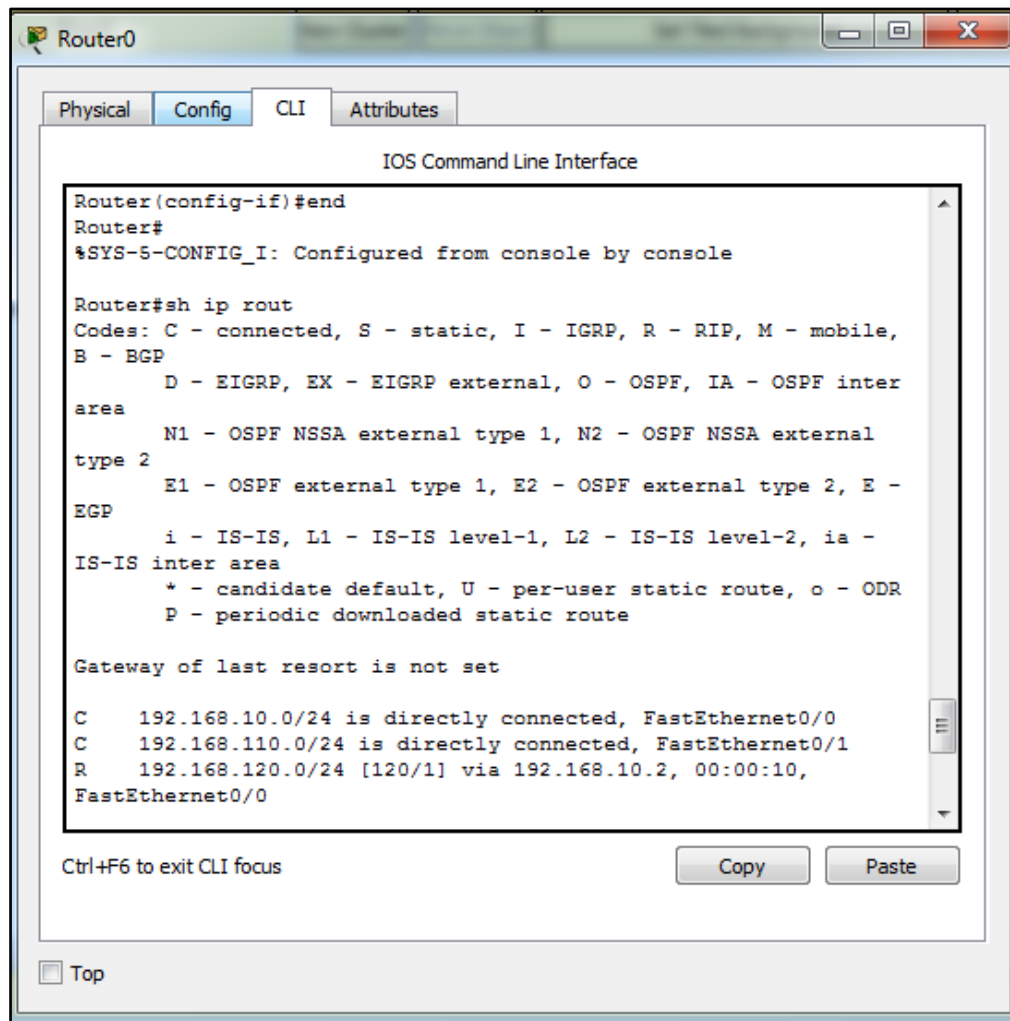 Router0
Physical
Config
CLI
Attributes
IOS Command Line Interface
Router(config-if)#end
Router#
%SYS-5-CONFIG_I: Configured from console by console
Router#sh ip rout
Codes: C - connected, S - static, I - IGRP, R - RIP, M - mobile,
B - BGP
D - EIGRP, EX - EIGRP external, O - OSPF, IA - OSPF inter
area
N1 - OSPF NSSA external type 1, N2 - OSPF NSSA external
type 2
E1 - OSPF external type 1, E2 - OSPF external type 2, E -
EGP
i - IS-IS, L1 - IS-IS level-1, L2 - IS-IS level-2, ia -
IS-IS inter area
* - candidate default, U - per-user static route, o - ODR
P - periodic downloaded static route
Gateway of last resort is not set
C 192.168.10.0/24 is directly connected, FastEthernet0/0
C 192.168.110.0/24 is directly connected, FastEthernet0/1
R 192.168.120.0/24 [120/1] via 192.168.10.2, 00:00:10,
FastEthernet0/0
Ctrl+F6 to exit CLI focus
Copy
Paste
Top